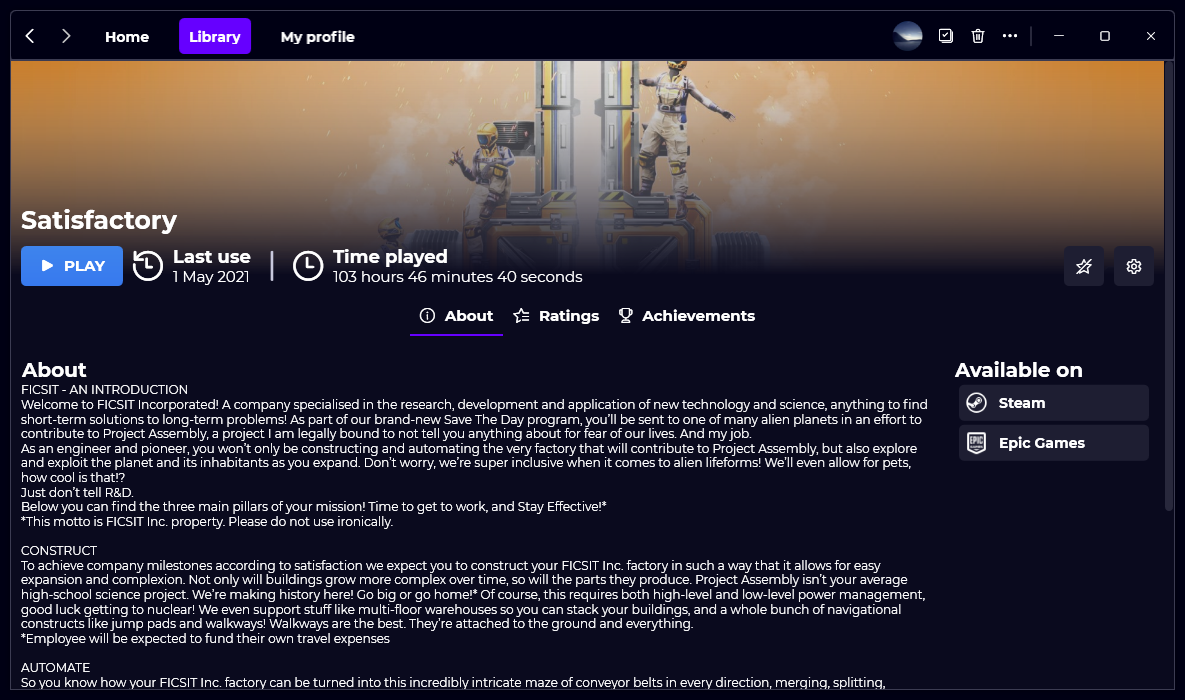 Home
Library
My profile
Satisfactory
PLAY
Last use
1 May 2021
Time played
103 hours 46 minutes 40 seconds
About
Ratings
Achievements
About
FICSIT - AN INTRODUCTION
Welcome to FICSIT Incorporated! A company specialised in the research, development and application of new technology and science, anything to find
short-term solutions to long-term problems! As part of our brand-new Save The Day program, you'll be sent to one of many alien planets in an effort to
contribute to Project Assembly, a project I am legally bound to not tell you anything about for fear of our lives. And my job.
As an engineer and pioneer, you won't only be constructing and automating the very factory that will contribute to Project Assembly, but also explore
and exploit the planet and its inhabitants as you expand. Don't worry, we're super inclusive when it comes to alien lifeforms! We'll even allow for pets,
how cool is that!?
Just don't tell R&D.
Below you can find the three main pillars of your mission! Time to get to work, and Stay Effective!*
*This motto is FICSIT Inc. property. Please do not use ironically.
CONSTRUCT
To achieve company milestones according to satisfaction we expect you to construct your FICSIT Inc. factory in such a way that it allows for easy
expansion and complexion. Not only will buildings grow more complex over time, so will the parts they produce. Project Assembly isn't your average
high-school science project. We're making history here! Go big or go home!* Of course, this requires both high-level and low-level power management,
good luck getting to nuclear! We even support stuff like multi-floor warehouses so you can stack your buildings, and a whole bunch of navigational
constructs like jump pads and walkways! Walkways are the best. They're attached to the ground and everything.
*Employee will be expected to fund their own travel expenses
AUTOMATE
So you know how your FICSIT Inc. factory can be turned into this incredibly intricate maze of conveyor belts in every direction, merging, splitting,
Available on
Steam
EPIC
Epic Games